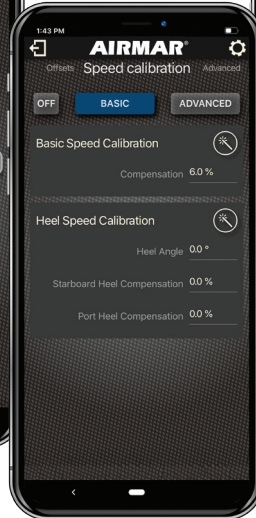 1:43 PM
AIRMAR®
Offsets Speed calibration Advanced
OFF BASIC ADVANCED
Basic Speed Calibration
Compensation 6.0 %
Heel Speed Calibration
Heel Angle 0.0 °
Starboard Heel Compensation 0.0 %
Port Heel Compensation 0.0 %